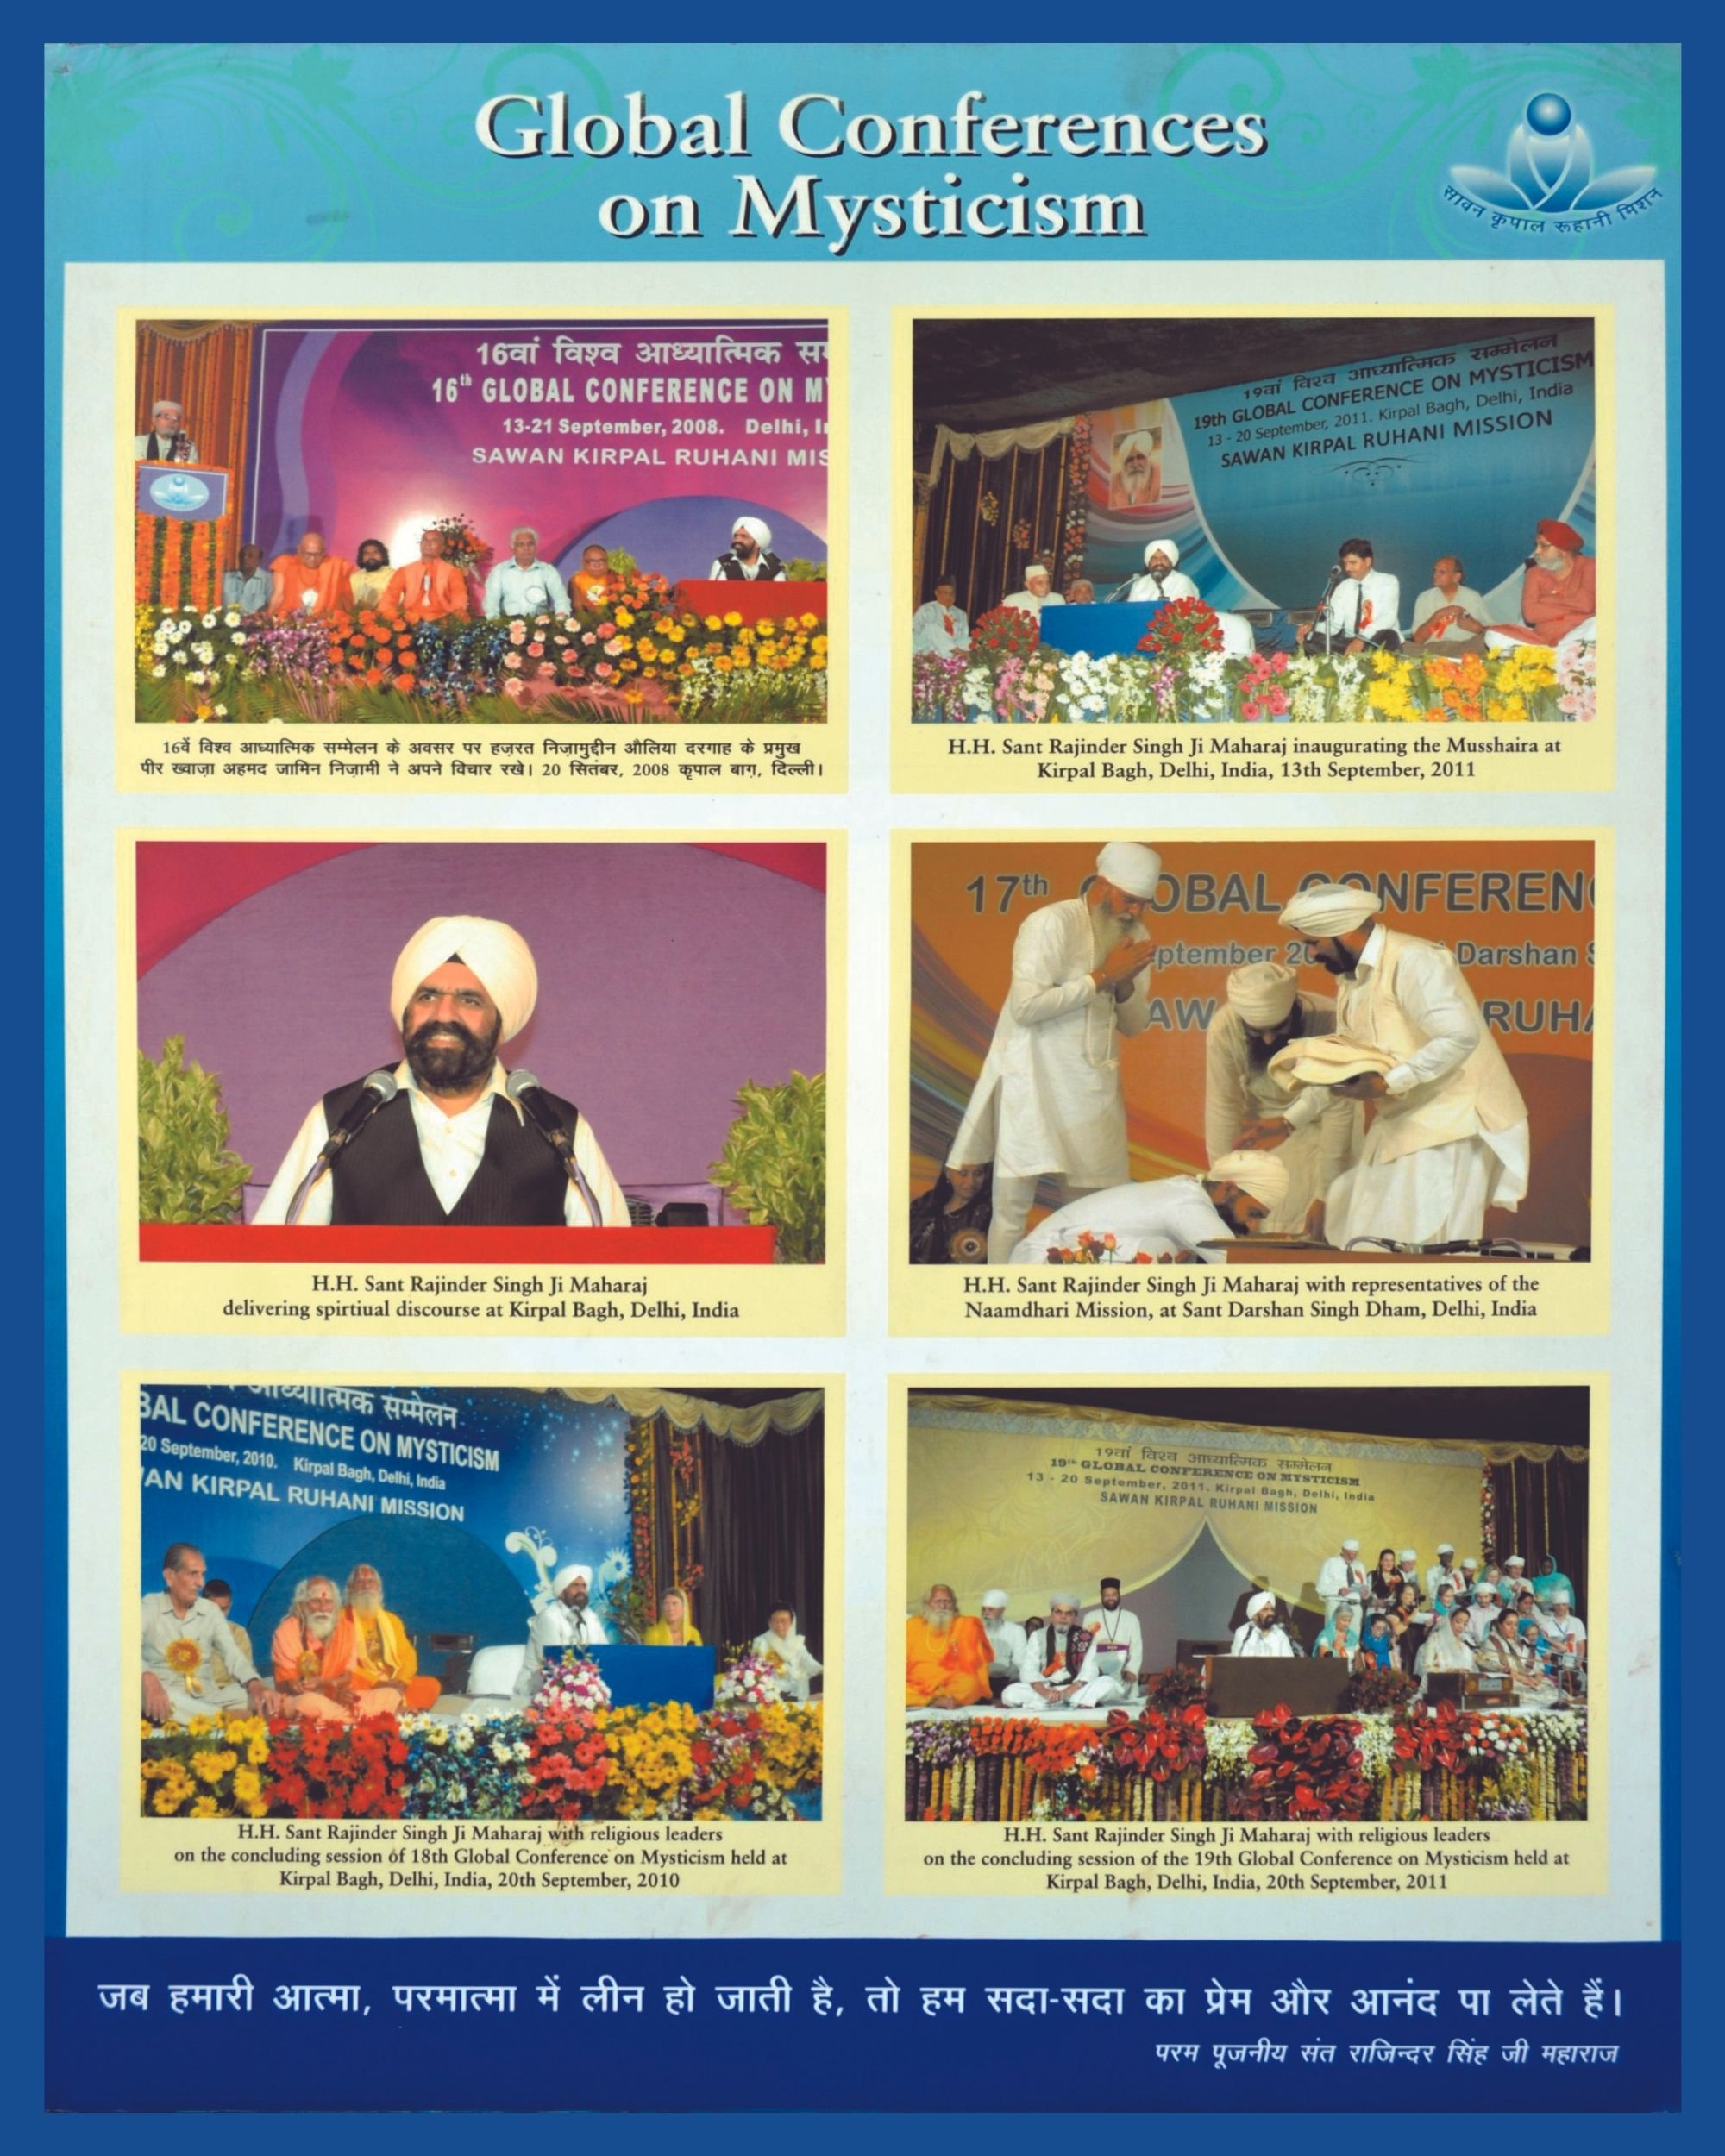 Global Conferences
on Mysticism
सावन कृपाल रूहानी मिशन
16वां विश्व आध्यात्मिक सम
16th GLOBAL CONFERENCE ON MY
13-21 September, 2008. Delhi, In
SAWAN KIRPAL RUHANI MIS
16वें विश्व आध्यात्मिक सम्मेलन के अवसर पर हज़रत निज़ामुद्दीन औलिया दरगाह के प्रमुख
पीर ख्वाज़ा अहमद जामिन निज़ामी ने अपने विचार रखे। 20 सितंबर, 2008 कृपाल बाग़, दिल्ली।
19वां विश्व आध्यात्मिक सम्मेलन
19th GLOBAL CONFERENCE ON MYSTICISM
13 - 20 September, 2011. Kirpal Bagh, Delhi, India
SAWAN KIRPAL RUHANI MISSION
H.H. Sant Rajinder Singh Ji Maharaj inaugurating the Musshaira at
Kirpal Bagh, Delhi, India, 13th September, 2011
H.H. Sant Rajinder Singh Ji Maharaj
delivering spirtiual discourse at Kirpal Bagh, Delhi, India
17th GLOBAL CONFERENC
eptember 20 Darshan S
SAW RUHA
H.H. Sant Rajinder Singh Ji Maharaj with representatives of the
Naamdhari Mission, at Sant Darshan Singh Dham, Delhi, India
आध्यात्मिक सम्मेलन
BAL CONFERENCE ON MYSTICISM
20 September, 2010. Kirpal Bagh, Delhi, India
WAN KIRPAL RUHANI MISSION
H.H. Sant Rajinder Singh Ji Maharaj with religious leaders
on the concluding session of 18th Global Conference on Mysticism held at
Kirpal Bagh, Delhi, India, 20th September, 2010
19वां विश्व आध्यात्मिक सम्मेलन
19th GLOBAL CONFERENCE ON MYSTICISM
13 - 20 September, 2011. Kirpal Bagh, Delhi, India
SAWAN KIRPAL RUHANI MISSION
H.H. Sant Rajinder Singh Ji Maharaj with religious leaders
on the concluding session of the 19th Global Conference on Mysticism held at
Kirpal Bagh, Delhi, India, 20th September, 2011
जब हमारी आत्मा, परमात्मा में लीन हो जाती है, तो हम सदा-सदा का प्रेम और आनंद पा लेते हैं।
परम पूजनीय संत राजिन्दर सिंह जी महाराज